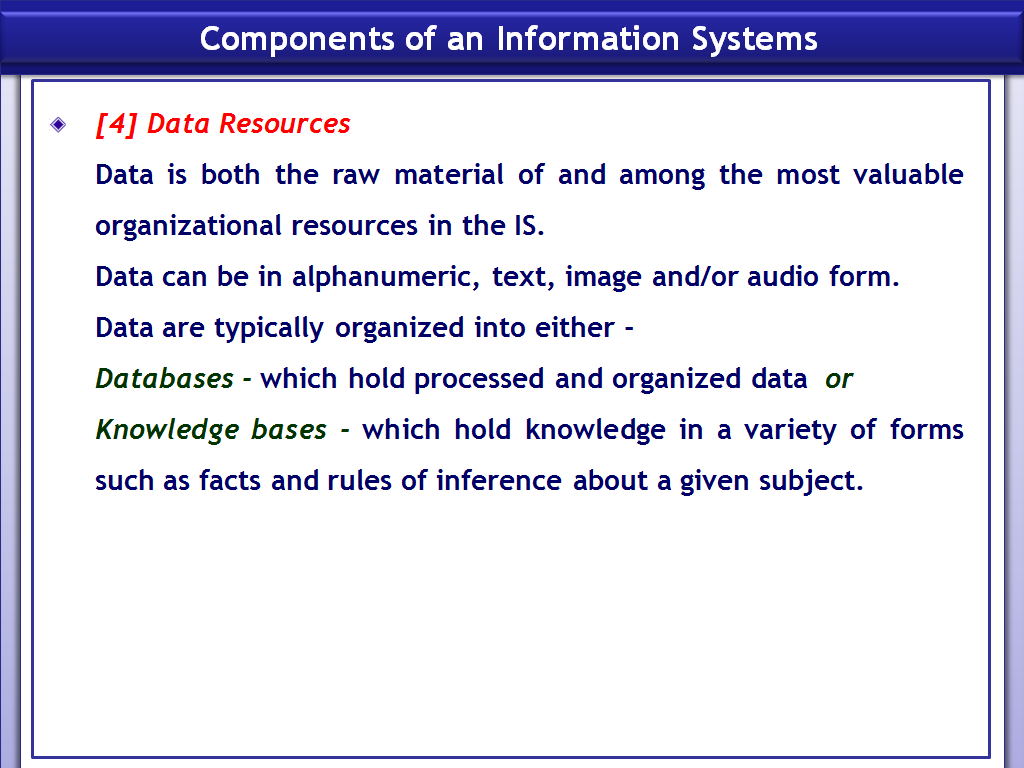 Components of an Information Systems
[4] Data Resources
Data is both the raw material of and among the most valuable
organizational resources in the IS.
Data can be in alphanumeric, text, image and/or audio form.
Data are typically organized into either –
Databases - which hold processed and organized data or
Knowledge bases - which hold knowledge in a variety of forms
such as facts and rules of inference about a given subject.